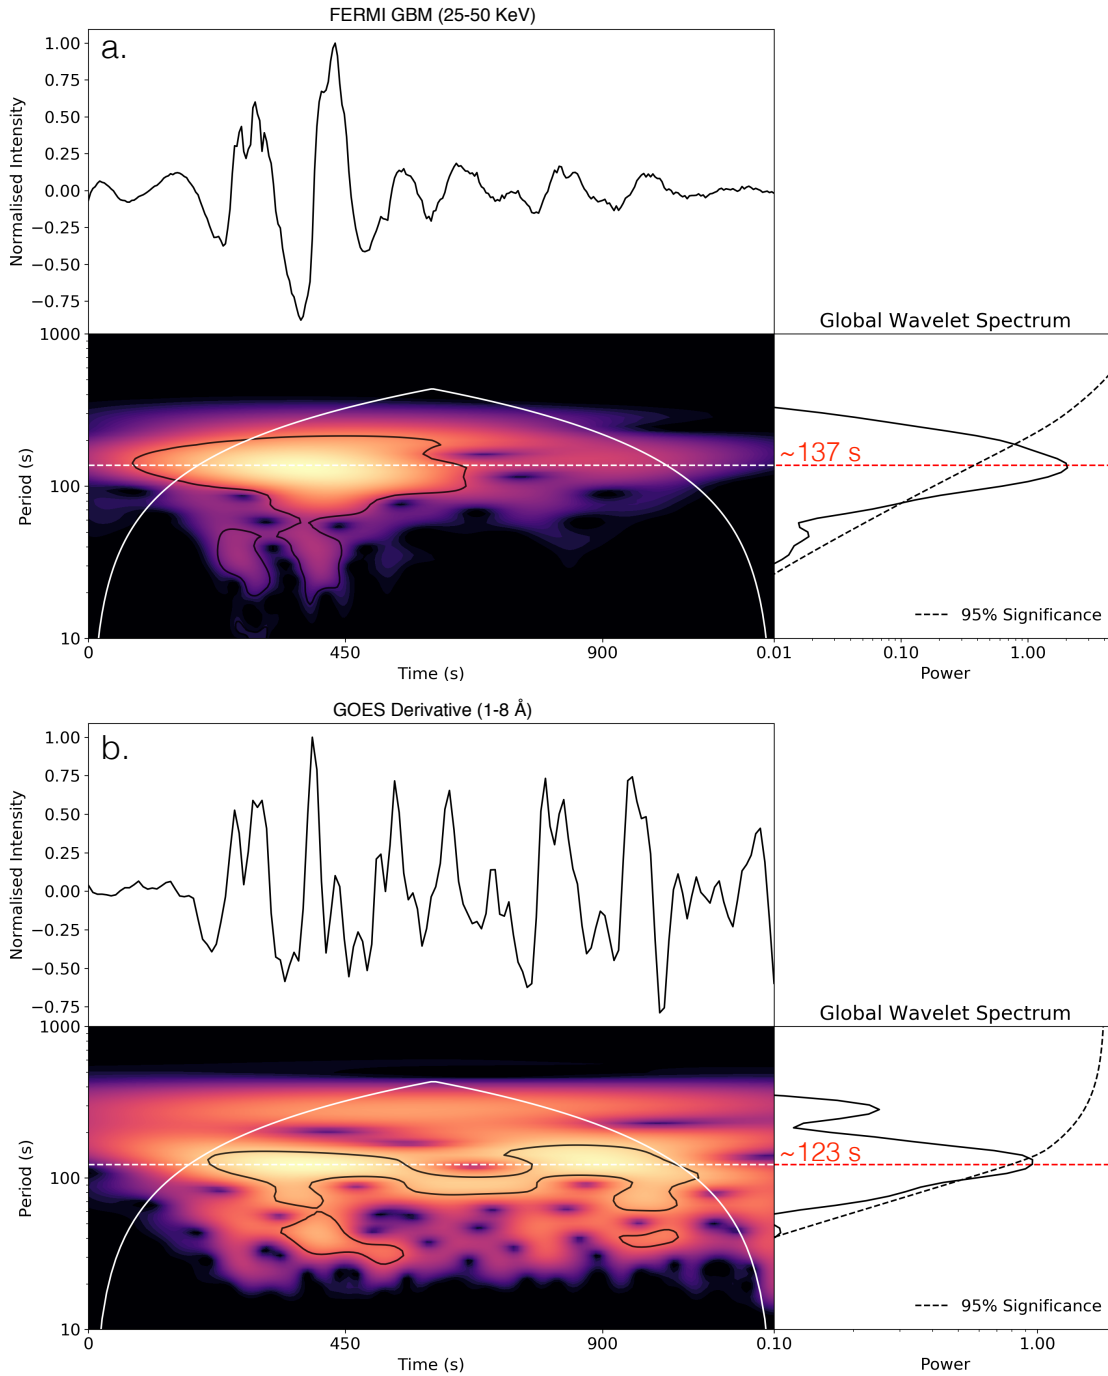 FERMI GBM (25-50 KeV)
a.
1.00
0.75
0.50
0.25
0.00
−0.25
−0.50
−0.75
Normalised Intensity
Global Wavelet Spectrum
1000
100
10
Period (s)
~137 s
95% Significance
0 450 900
Time (s)
0.01 0.10 1.00
Power
GOES Derivative (1-8 Å)
b.
1.00
0.75
0.50
0.25
0.00
−0.25
−0.50
−0.75
Normalised Intensity
Global Wavelet Spectrum
1000
100
10
Period (s)
~123 s
95% Significance
0 450 900
Time (s)
0.10 1.00
Power